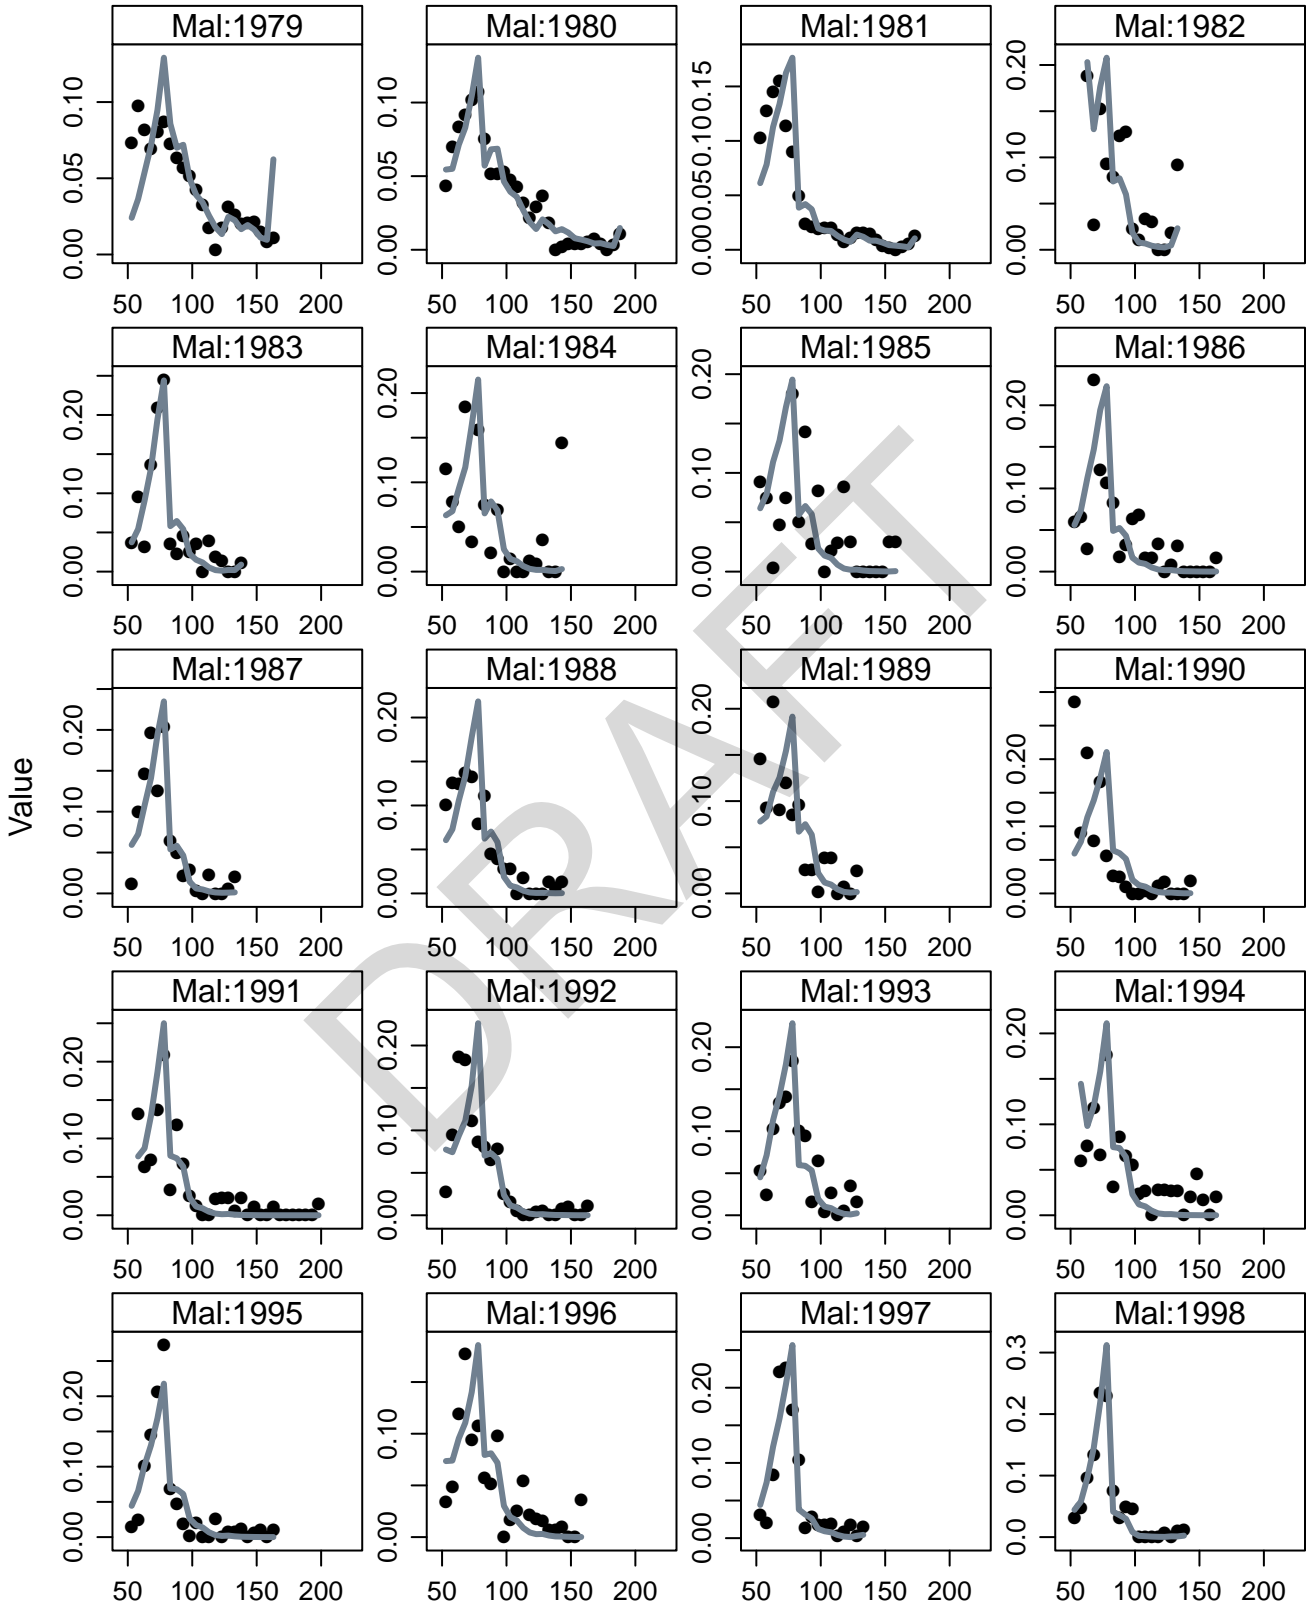 Mal:1979 Mal:1980 Mal:1981 Mal:1982
0.00 0.05 0.10
0.00 0.05 0.10
0.00 0.05 0.10 0.15
0.00 0.10 0.20
50 100 150 200 50 100 150 200 50 100 150 200 50 100 150 200
Mal:1983 Mal:1984 Mal:1985 Mal:1986
0.00 0.10 0.20
0.00 0.10 0.20
0.00 0.10 0.20
0.00 0.10 0.20
50 100 150 200 50 100 150 200 50 100 150 200 50 100 150 200
Mal:1987 Mal:1988 Mal:1989 Mal:1990
Value
0.00 0.10 0.20
0.00 0.10 0.20
0.00 0.10 0.20
0.00 0.10 0.20
50 100 150 200 50 100 150 200 50 100 150 200 50 100 150 200
DRAFT
Mal:1991 Mal:1992 Mal:1993 Mal:1994
0.00 0.10 0.20
0.00 0.10 0.20
0.00 0.10 0.20
0.00 0.10 0.20
50 100 150 200 50 100 150 200 50 100 150 200 50 100 150 200
Mal:1995 Mal:1996 Mal:1997 Mal:1998
0.00 0.10 0.20
0.00 0.10
0.00 0.10 0.20
0.0 0.1 0.2 0.3
50 100 150 200 50 100 150 200 50 100 150 200 50 100 150 200